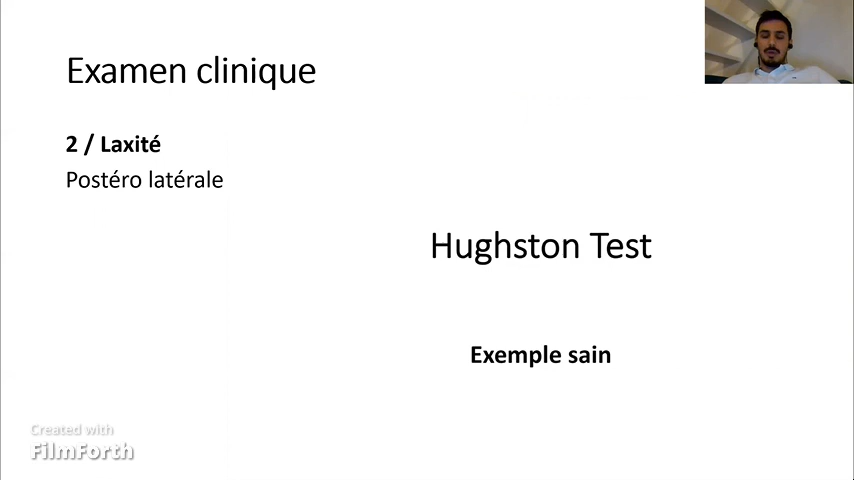 Examen clinique
2 / Laxité
Postéro latérale
Hughston Test
Exemple sain
Created with
FilmForth